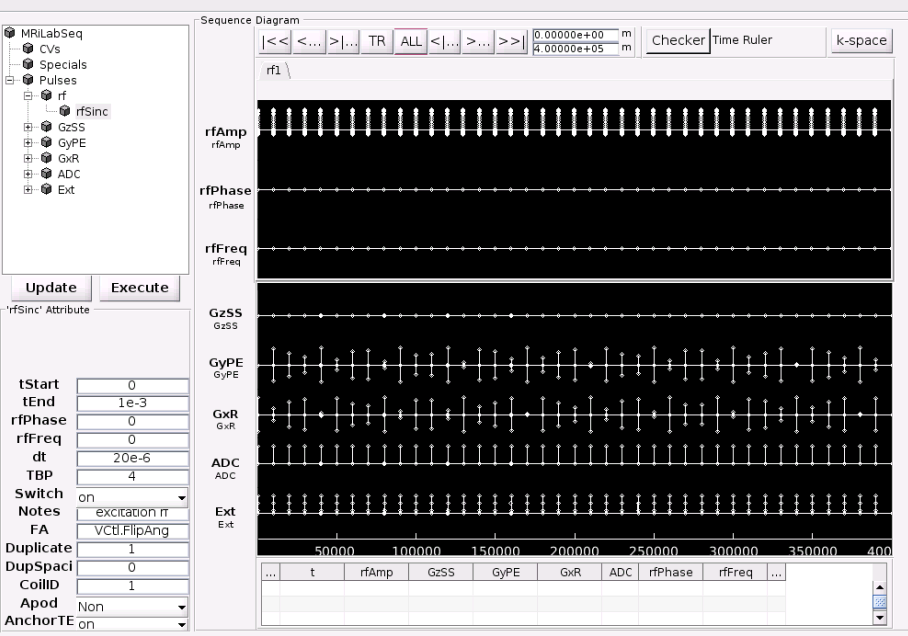 Sequence Diagram
MRiLabSeq
CVs
Specials
Pulses
rf
rfSinc
GzSS
GyPE
GxR
ADC
Ext
Update Execute
'rfSinc' Attribute
tStart 0
tEnd 1e-3
rfPhase 0
rfFreq 0
dt 20e-6
TBP 4
Switch on
Notes excitation rf
FA VCtl.FlipAng
Duplicate 1
DupSpaci 0
CoilID 1
Apod Non
AnchorTE on
|<< <... >|... TR ALL <|... >... >>| 0.00000e+00 m
4.00000e+05 m
Checker Time Ruler k-space
rf1
rfAmp
rfAmp
rfPhase
rfPhase
rfFreq
rfFreq
GzSS
GzSS
GyPE
GyPE
GxR
GxR
ADC
ADC
Ext
Ext
50000 100000 150000 200000 250000 300000 350000 400
... t rfAmp GzSS GyPE GxR ADC rfPhase rfFreq ...